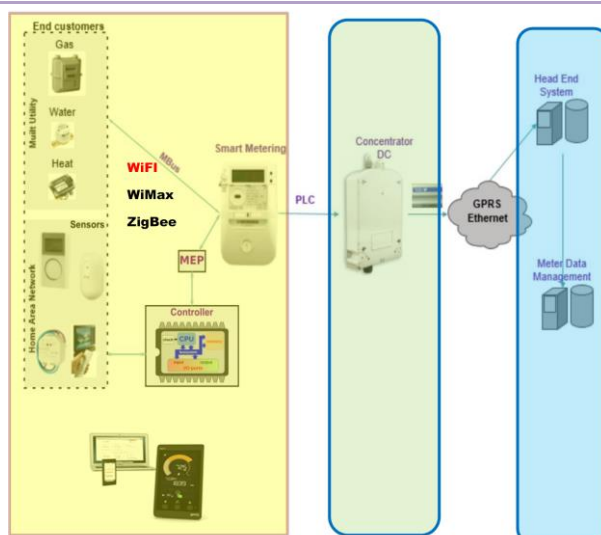 End customers
Gas
Water
Heat
Muilt Utility
Sensors
Home Area Network
MBus
WiFI
WiMax
ZigBee
Smart Metering
MEP
Controller
CPU
PLC
Concentrator
DC
GPRS
Ethernet
Head End
System
Meter Data
Management